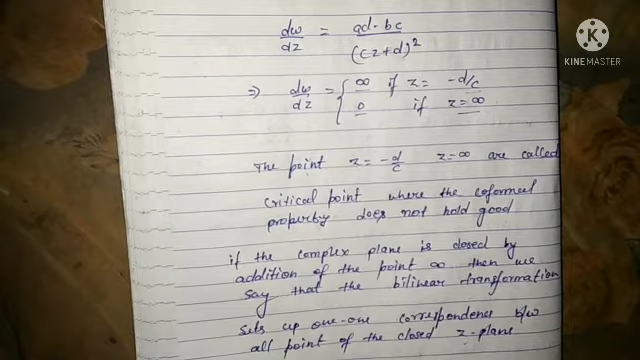 KINEMASTER
dw/dz = ad - bc / (cz+d)²
⇒ dw/dz = { ∞ if z = -d/c
0 if z = ∞
The point z = -d/c z = ∞ are called
critical point where the coformal
property does not hold good
if the complex plane is closed by
addition of the point ∞ then we
say that the bilinear transformation
sets up one-one correspondence b/w
all point of the closed z-plane